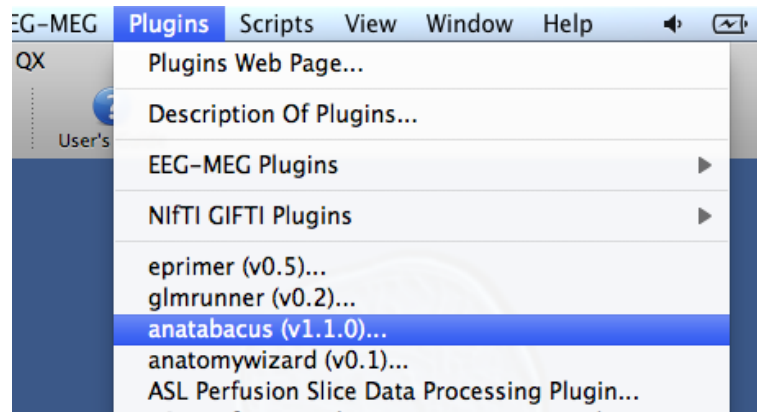 EG-MEG Plugins Scripts View Window Help
QX
Plugins Web Page...
Description Of Plugins...
User's
EEG-MEG Plugins
NIfTI GIFTI Plugins
eprimer (v0.5)...
glmrunner (v0.2)...
anatabacus (v1.1.0)...
anatomywizard (v0.1)...
ASL Perfusion Slice Data Processing Plugin...